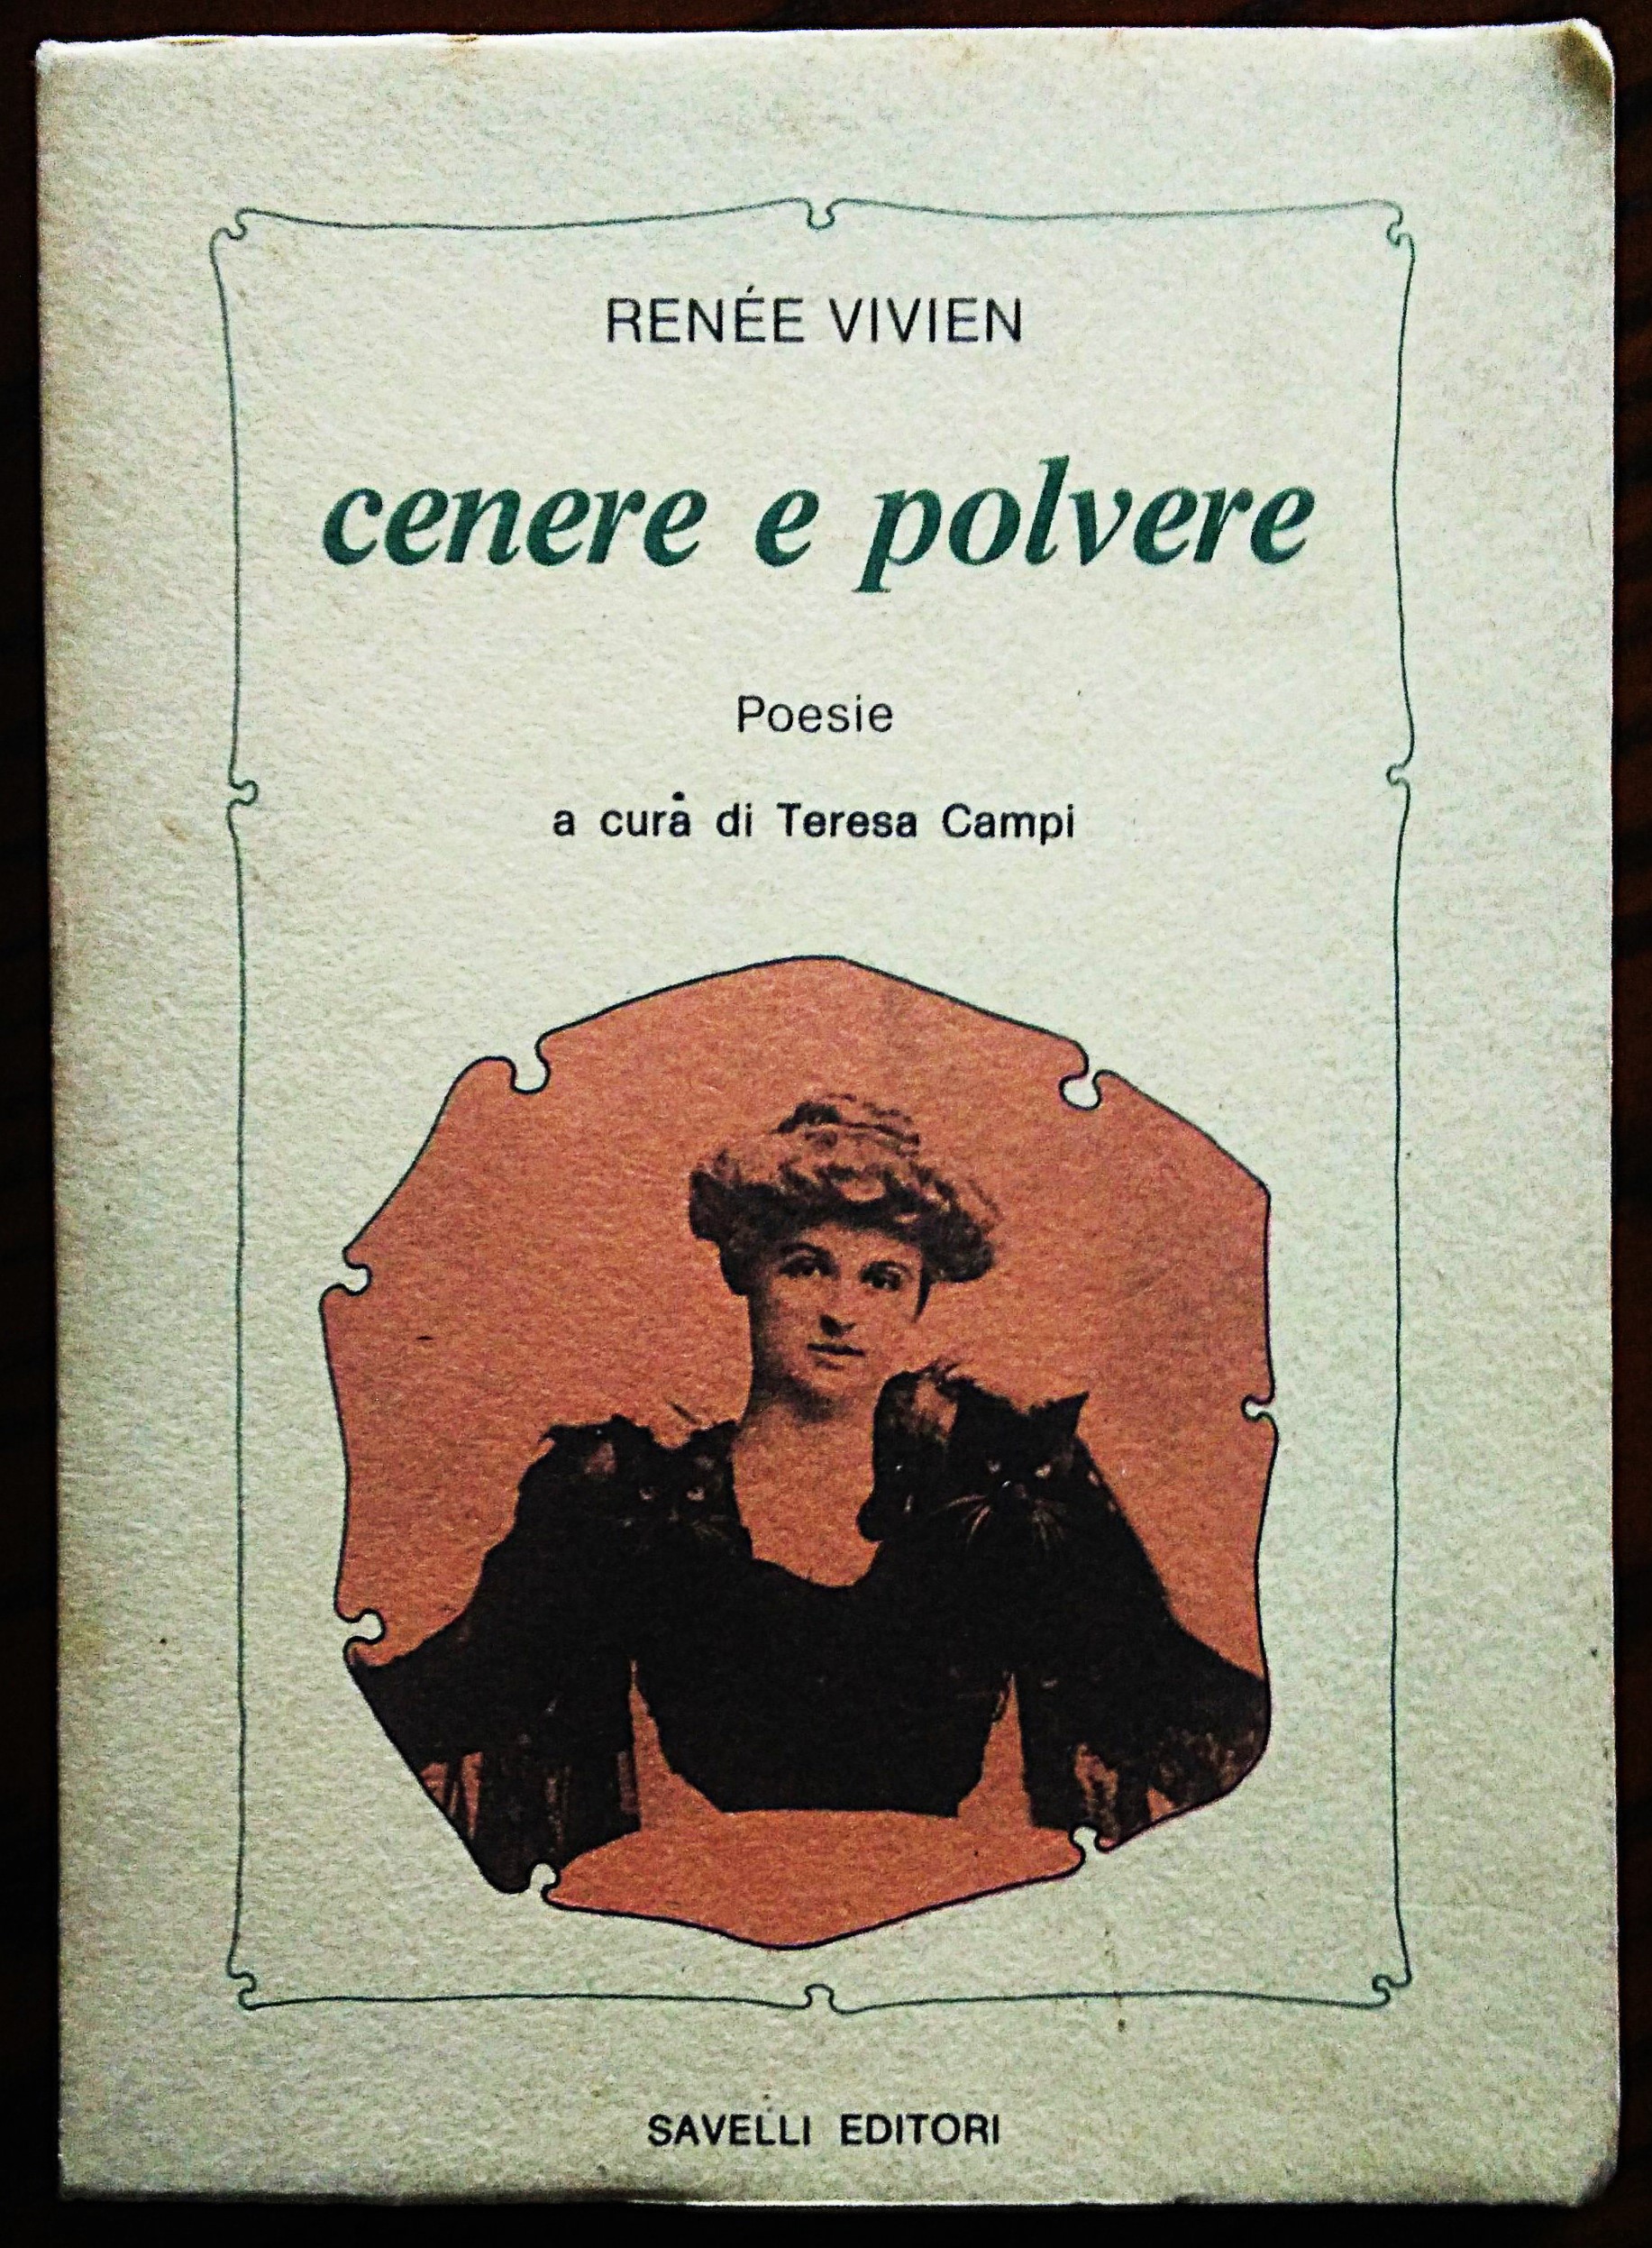 RENÉE VIVIEN
cenere e polvere
Poesie
a cura di Teresa Campi
SAVELLI EDITORI